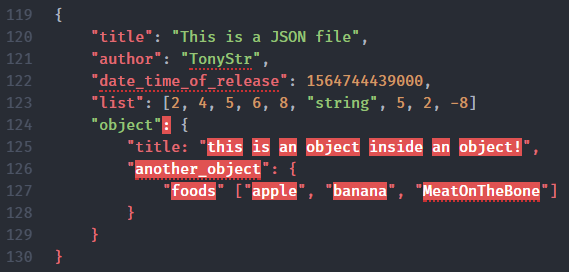 119 {
120     "title": "This is a JSON file",
121     "author": "TonyStr",
122     "date_time_of_release": 1564744439000,
123     "list": [2, 4, 5, 6, 8, "string", 5, 2, -8]
124     "object": {
125         "title: "this is an object inside an object!",
126         "another_object": {
127             "foods" ["apple", "banana", "MeatOnTheBone"]
128         }
129     }
130 }